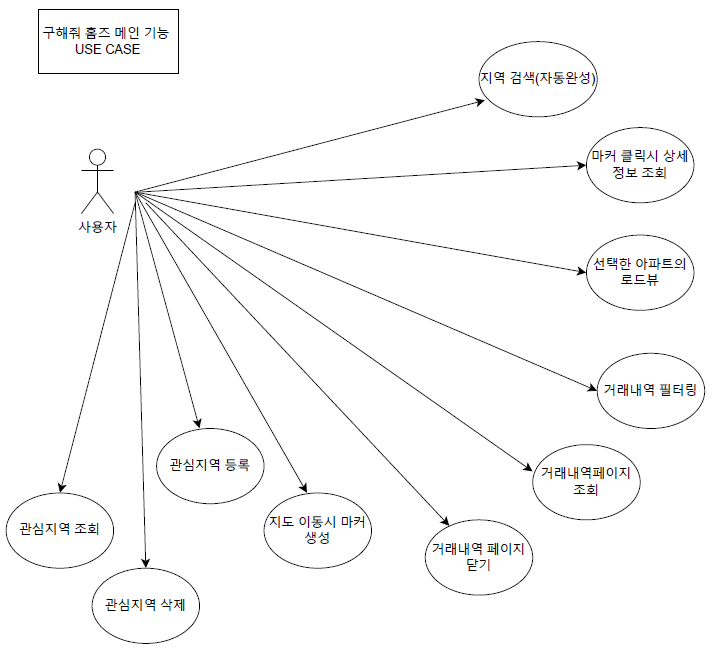 구해줘 홈즈 메인 기능
USE CASE
지역 검색(자동완성)
마커 클릭시 상세
정보 조회
사용자
선택한 아파트의
로드뷰
거래내역 필터링
관심지역 등록
거래내역페이지
조회
관심지역 조회
지도 이동시 마커
생성
거래내역 페이지
닫기
관심지역 삭제